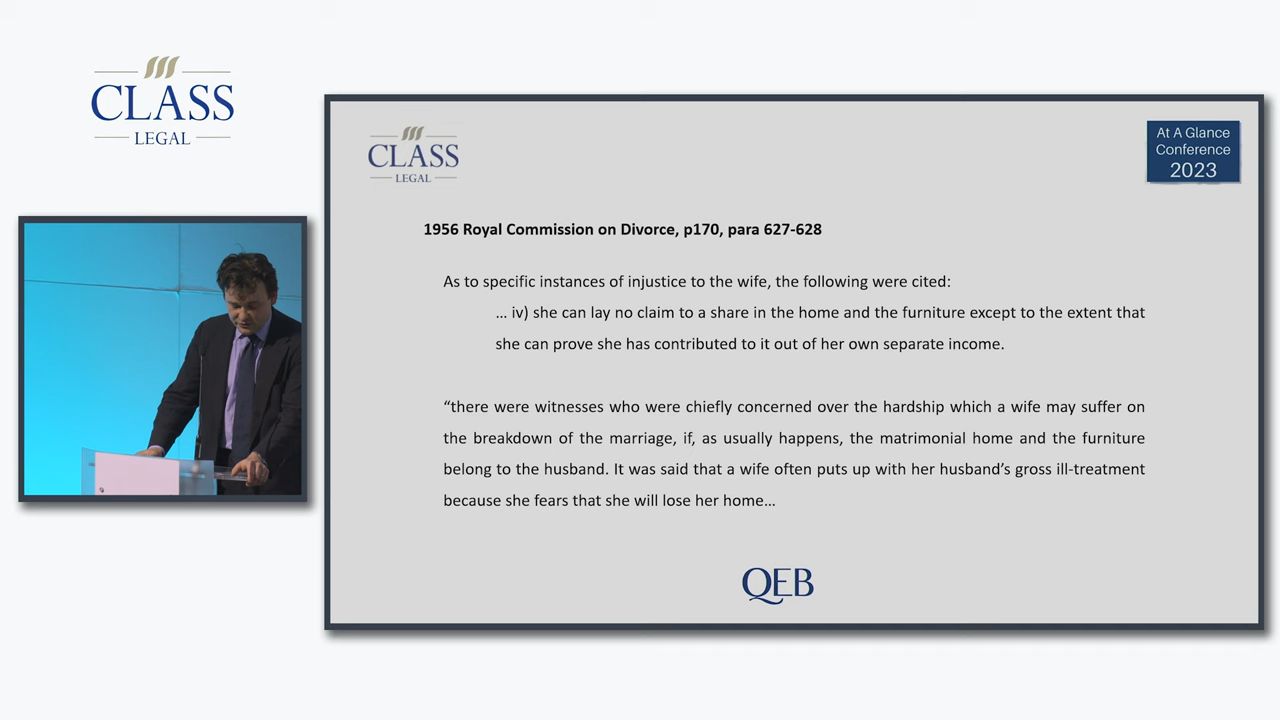 CLASS
LEGAL
CLASS
LEGAL
At A Glance
Conference
2023
1956 Royal Commission on Divorce, p170, para 627-628
As to specific instances of injustice to the wife, the following were cited:
... iv) she can lay no claim to a share in the home and the furniture except to the extent that
she can prove she has contributed to it out of her own separate income.
“there were witnesses who were chiefly concerned over the hardship which a wife may suffer on
the breakdown of the marriage, if, as usually happens, the matrimonial home and the furniture
belong to the husband. It was said that a wife often puts up with her husband’s gross ill-treatment
because she fears that she will lose her home…
QEB